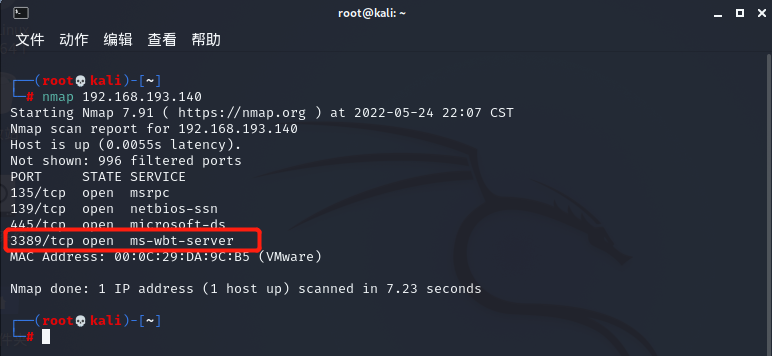 root@kali: ~
文件 动作 编辑 查看 帮助
┌──(root💀kali)-[~]
└─# nmap 192.168.193.140
Starting Nmap 7.91 ( https://nmap.org ) at 2022-05-24 22:07 CST
Nmap scan report for 192.168.193.140
Host is up (0.0055s latency).
Not shown: 996 filtered ports
PORT     STATE SERVICE
135/tcp  open  msrpc
139/tcp  open  netbios-ssn
445/tcp  open  microsoft-ds
3389/tcp open  ms-wbt-server
MAC Address: 00:0C:29:DA:9C:B5 (VMware)
Nmap done: 1 IP address (1 host up) scanned in 7.23 seconds
┌──(root💀kali)-[~]
└─#